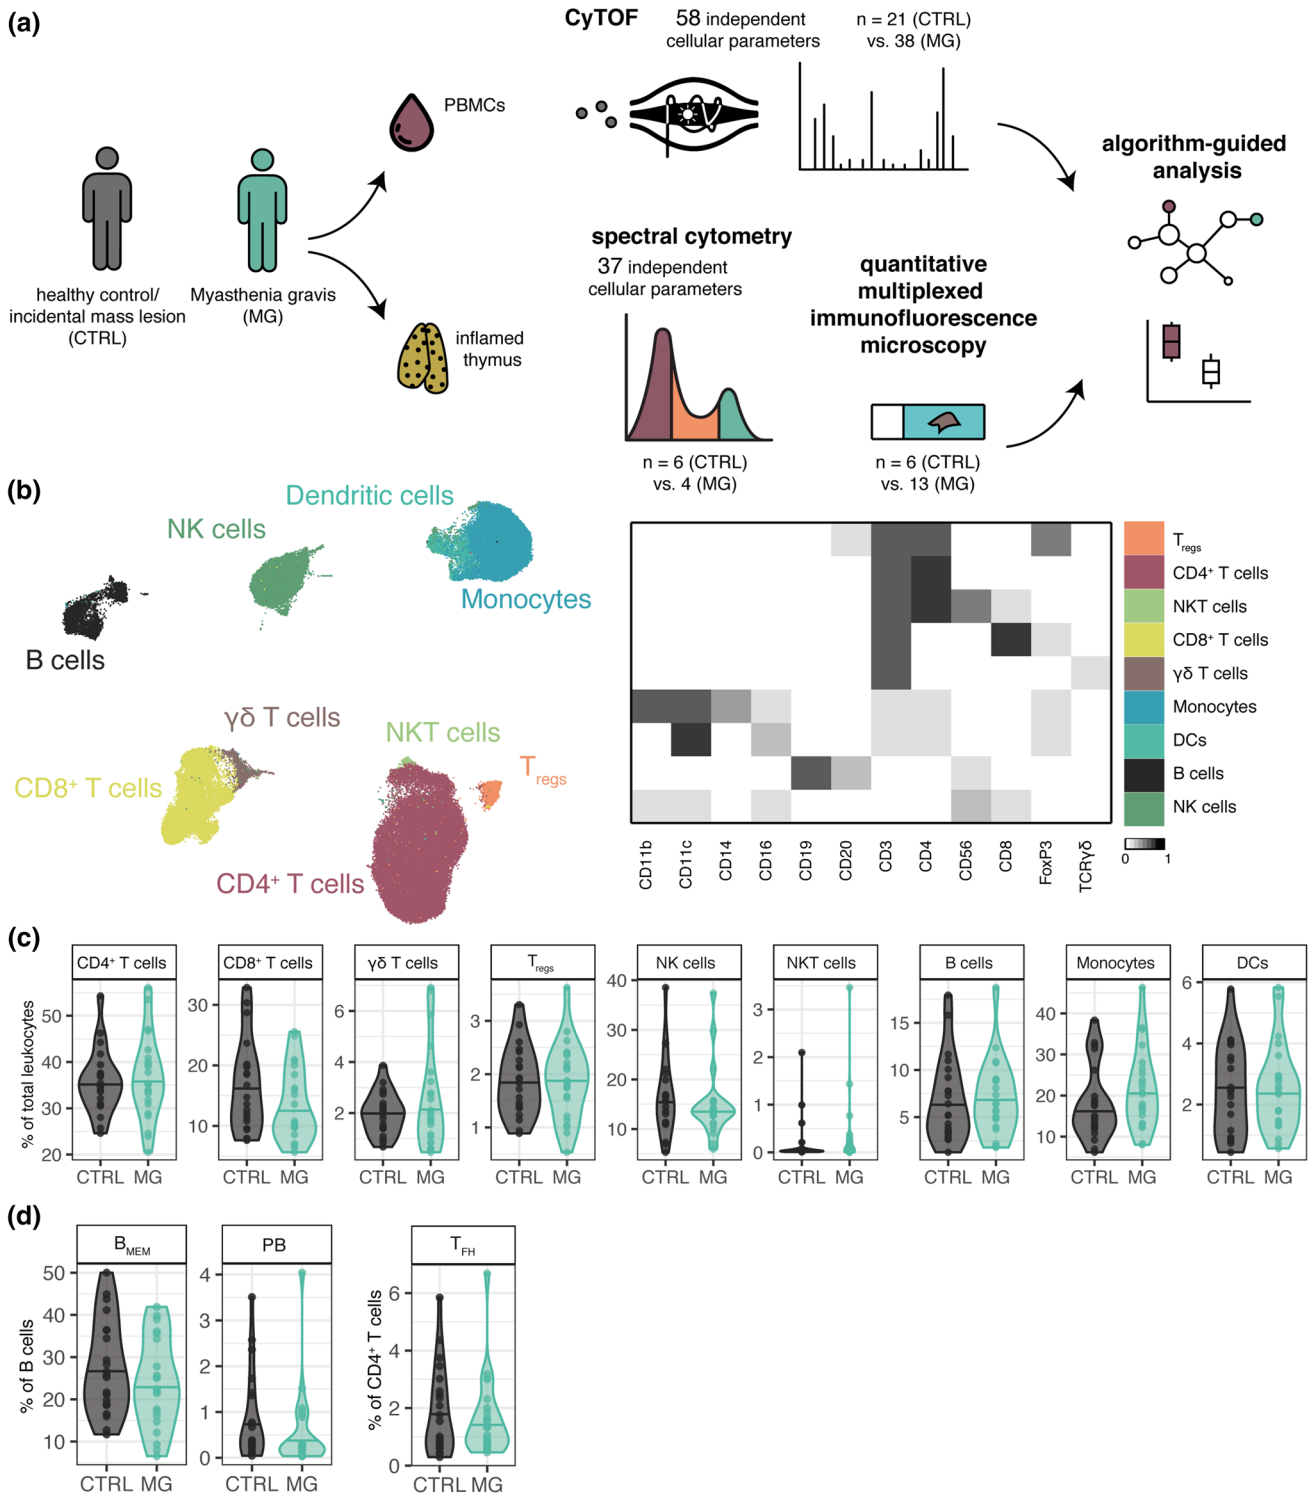 (a)
CyTOF
58 independent
cellular parameters
n = 21 (CTRL)
vs. 38 (MG)
PBMCs
healthy control/
incidental mass lesion
(CTRL)
Myasthenia gravis
(MG)
inflamed
thymus
spectral cytometry
37 independent
cellular parameters
n = 6 (CTRL)
vs. 4 (MG)
quantitative
multiplexed
immunofluorescence
microscopy
n = 6 (CTRL)
vs. 13 (MG)
algorithm-guided
analysis
(b)
Dendritic cells
NK cells
Monocytes
B cells
γδ T cells
NKT cells
Tregs
CD8+ T cells
CD4+ T cells
Tregs
CD4+ T cells
NKT cells
CD8+ T cells
γδ T cells
Monocytes
DCs
B cells
NK cells
0 1
CD11b
CD11c
CD14
CD16
CD19
CD20
CD3
CD4
CD56
CD8
FoxP3
TCRγδ
(c)
% of total leukocytes
CD4+ T cells
50
40
30
20
CTRL MG
CD8+ T cells
30
20
10
CTRL MG
γδ T cells
6
4
2
CTRL MG
Tregs
3
2
1
CTRL MG
NK cells
40
30
20
10
CTRL MG
NKT cells
3
2
1
0
CTRL MG
B cells
15
10
5
CTRL MG
Monocytes
40
30
20
10
CTRL MG
DCs
6
4
2
CTRL MG
(d)
% of B cells
BMEM
50
40
30
20
10
CTRL MG
PB
4
3
2
1
0
CTRL MG
% of CD4+ T cells
TFH
6
4
2
0
CTRL MG